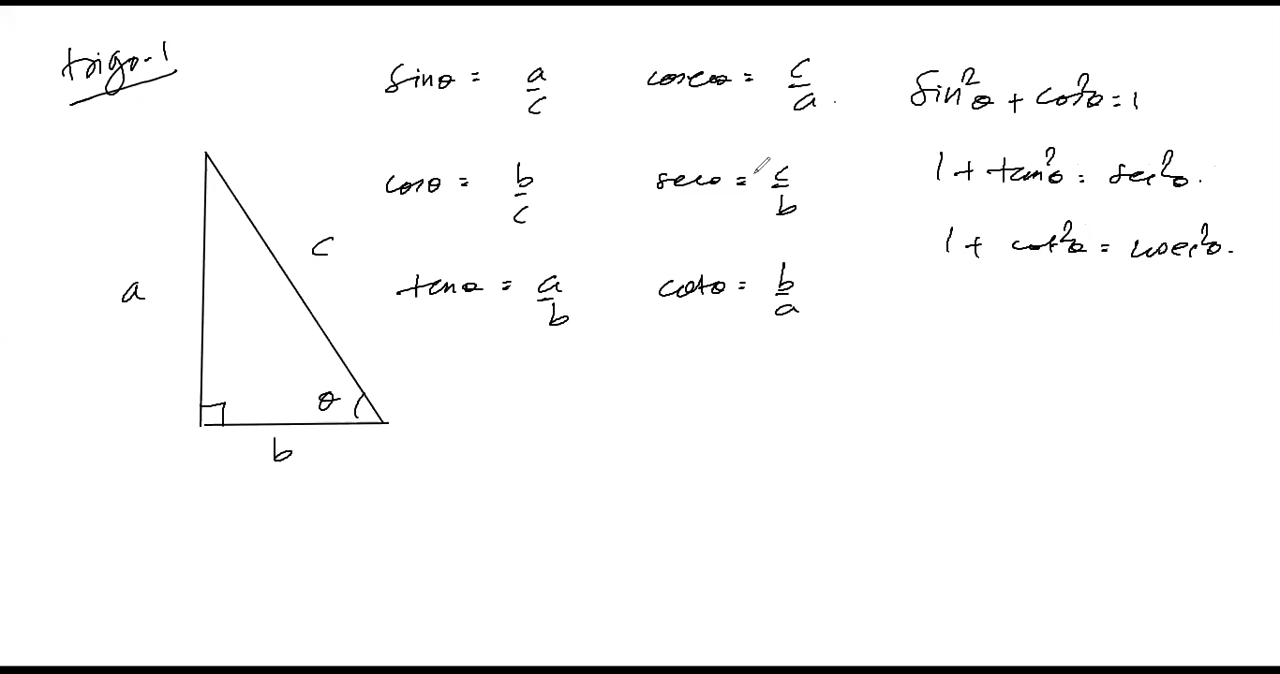 trigo-1
sinθ = a/c
cosecθ = c/a.
sin²θ + cos²θ = 1
cosθ = b/c
secθ = c/b
1 + tan²θ = sec²θ.
1 + cot²θ = cosec²θ.
tanθ = a/b
cotθ = b/a
a
c
θ
b